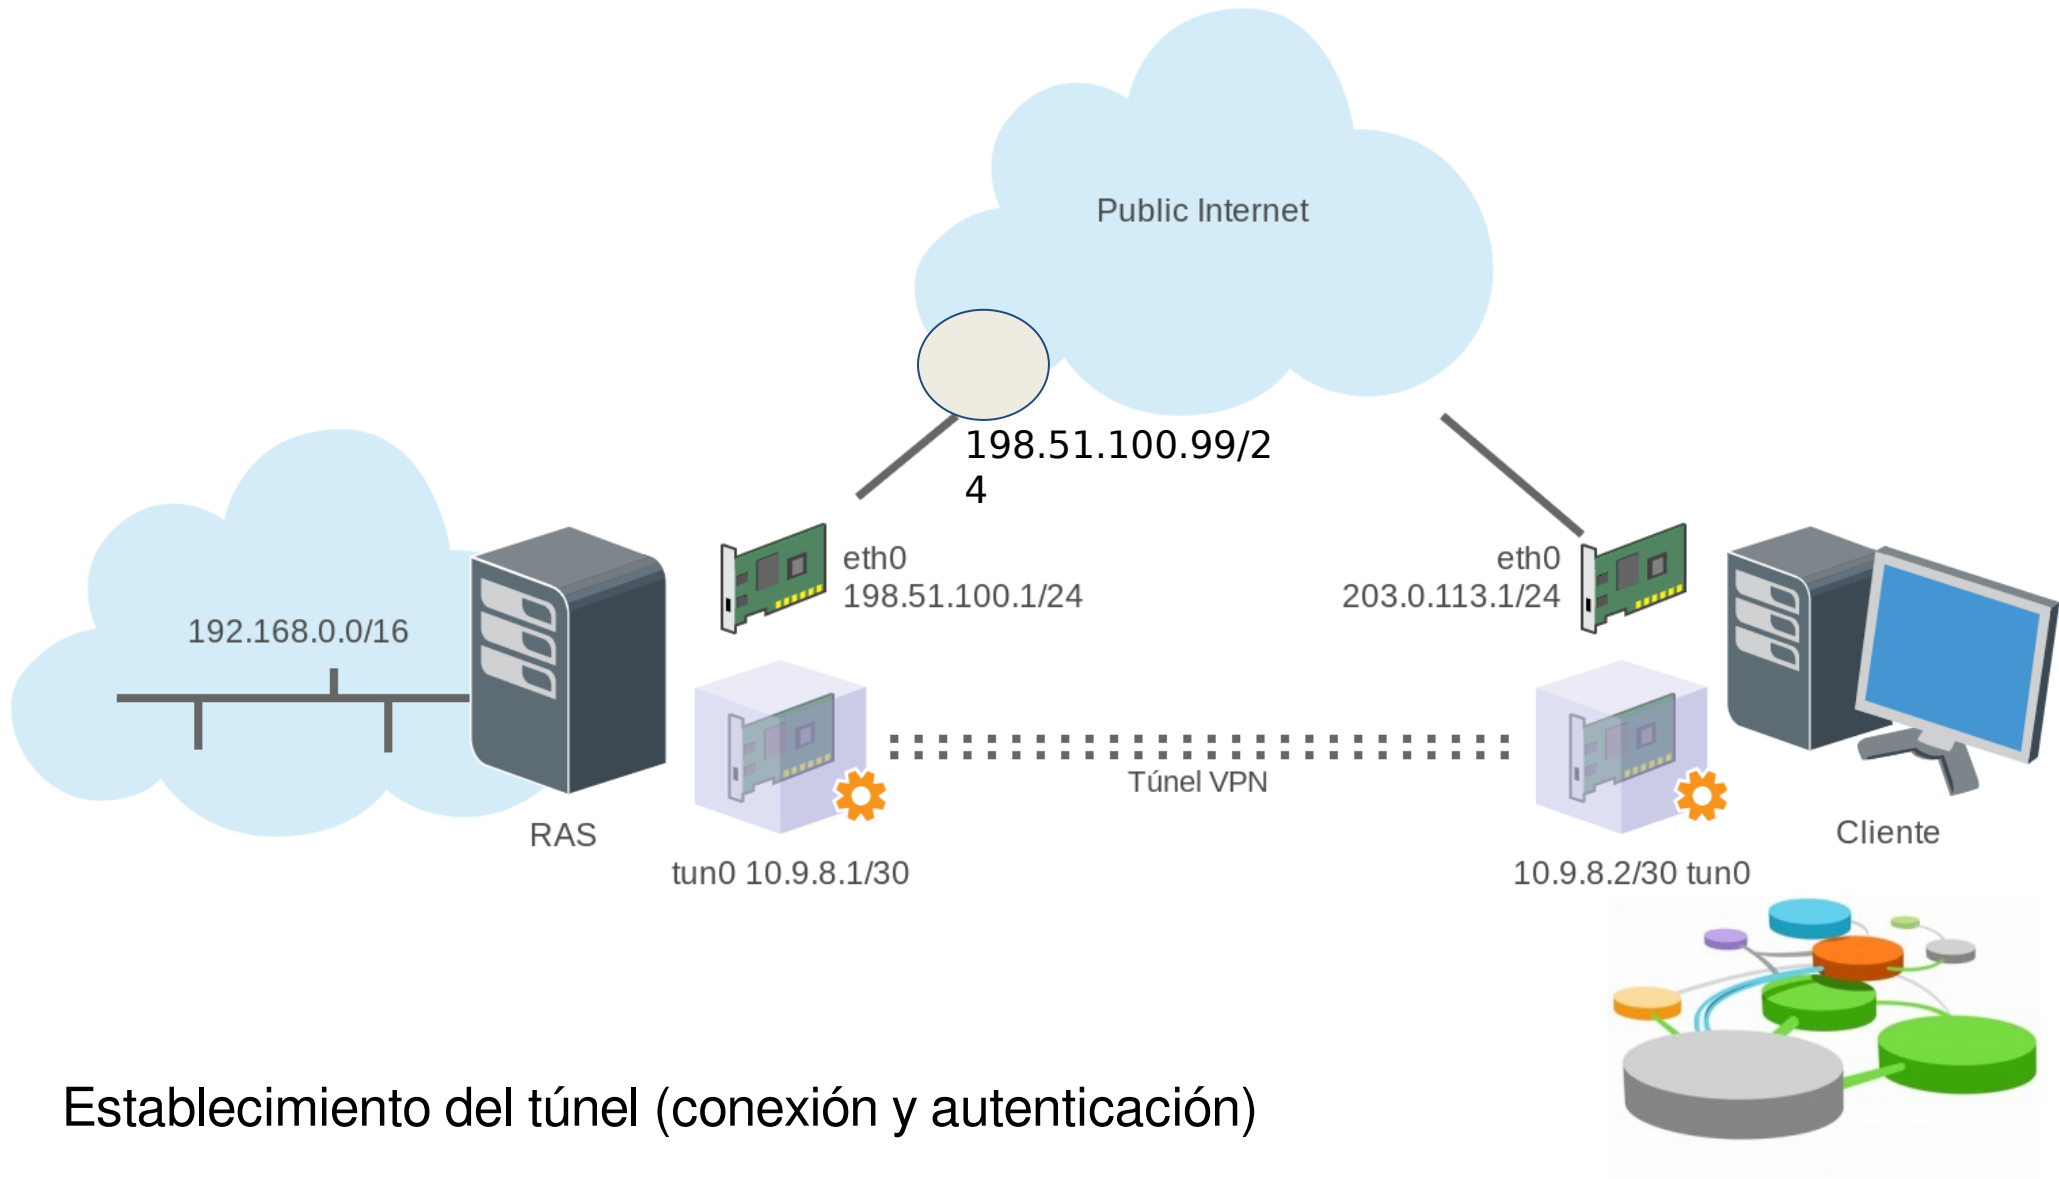 Public Internet
198.51.100.99/2
4
eth0
198.51.100.1/24
eth0
203.0.113.1/24
192.168.0.0/16
Túnel VPN
RAS
Cliente
tun0 10.9.8.1/30
10.9.8.2/30 tun0
Establecimiento del túnel (conexión y autenticación)